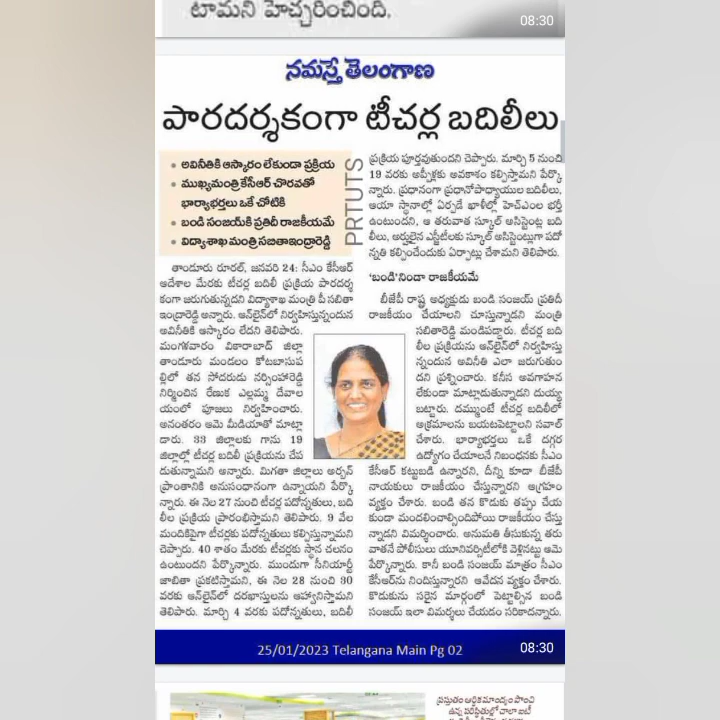 టామని హెచ్చరించింది.
08:30
నమస్తే తెలంగాణ
పారదర్శకంగా టీచర్ల బదిలీలు
• అవినీతికి ఆస్కారం లేకుండా ప్రక్రియ
• ముఖ్యమంత్రి కేసీఆర్ చొరవతో
భార్యాభర్తలు ఒకే చోటికి
• బండి సంజయ్‌కి ప్రతిదీ రాజకీయమే
• విద్యాశాఖ మంత్రి సబితాఇంద్రారెడ్డి
PRTUTS
తాండూరు రూరల్, జనవరి 24: సీఎం కేసీఆర్
ఆదేశాల మేరకు టీచర్ల బదిలీ ప్రక్రియ పారదర్శ
కంగా జరుగుతున్నదని విద్యాశాఖ మంత్రి పీ సబితా
ఇంద్రారెడ్డి అన్నారు. ఆన్‌లైన్‌లో నిర్వహిస్తున్నందున
అవినీతికి ఆస్కారం లేదని తెలిపారు.
మంగళవారం వికారాబాద్ జిల్లా
తాండూరు మండలం కోటబాసుప
ల్లిలో తన సోదరుడు నర్సింహారెడ్డి
నిర్మించిన రేణుక ఎల్లమ్మ దేవాల
యంలో పూజలు నిర్వహించారు.
అనంతరం ఆమె మీడియాతో మాట్లా
డారు. 33 జిల్లాలకు గాను 19
జిల్లాల్లో టీచర్ల బదిలీ ప్రక్రియను చేప
డుతున్నామని అన్నారు. మిగతా జిల్లాలు అర్బన్
ప్రాంతానికి అనుసంధానంగా ఉన్నాయని పేర్కొ
న్నారు. ఈ నెల 27 నుంచి టీచర్ల పదోన్నతులు, బది
లీల ప్రక్రియ ప్రారంభిస్తామని తెలిపారు. 9 వేల
మందికిపైగా టీచర్లకు పదోన్నతులు కల్పిస్తున్నామని
చెప్పారు. 40 శాతం మేరకు టీచర్లకు స్థాన చలనం
ఉంటుందని పేర్కొన్నారు. ముందుగా సీనియార్టీ
జాబితా ప్రకటిస్తామని, ఈ నెల 28 నుంచి 30
వరకు ఆన్‌లైన్‌లో దరఖాస్తులను ఆహ్వానిస్తామని
తెలిపారు. మార్చి 4 వరకు పదోన్నతులు, బదిలీ
ప్రక్రియ పూర్తవుతుందని చెప్పారు. మార్చి 5 నుంచి
19 వరకు అప్పీళ్లకు అవకాశం కల్పిస్తామని పేర్కొ
న్నారు. ప్రధానంగా ప్రధానోపాధ్యాయుల బదిలీలు,
ఆయా స్థానాల్లో ఏర్పడే ఖాళీల్లో హెచ్ఎంల భర్తీ
ఉంటుందని, ఆ తరువాత స్కూల్ అసిస్టెంట్ల బది
లీలు, అర్హులైన ఎస్జీటీలకు స్కూల్ అసిస్టెంట్లుగా పదో
న్నతి కల్పించేందుకు ఏర్పాట్లు చేశామని తెలిపారు.
‘బండి’ నిండా రాజకీయమే
బీజేపీ రాష్ట్ర అధ్యక్షుడు బండి సంజయ్ ప్రతిదీ
రాజకీయం చేయాలని చూస్తున్నాడని మంత్రి
సబితారెడ్డి మండిపడ్డారు. టీచర్ల బది
లీల ప్రక్రియను ఆన్‌లైన్‌లో నిర్వహిస్తు
న్నందున అవినీతి ఎలా జరుగుతుం
దని ప్రశ్నించారు. కనీస అవగాహన
లేకుండా మాట్లాడుతున్నాడని దుయ్య
బట్టారు. దమ్ముంటే టీచర్ల బదిలీలో
అక్రమాలను బయటపెట్టాలని సవాల్
చేశారు. భార్యాభర్తలు ఒకే దగ్గర
ఉద్యోగం చేయాలనే నిబంధనకు సీఎం
కేసీఆర్ కట్టుబడి ఉన్నారని, దీన్ని కూడా బీజేపీ
నాయకులు రాజకీయం చేస్తున్నారని ఆగ్రహం
వ్యక్తం చేశారు. బండి తన కొడుకు తప్పు చేయ
కుండా మందలించాల్సిందిపోయి రాజకీయం చేస్తు
న్నాడని విమర్శించారు. అనుమతి తీసుకున్న తరు
వాతనే పోలీసులు యూనివర్సిటీలోకి వెళ్లినట్టు ఆమె
పేర్కొన్నారు. కానీ బండి సంజయ్ మాత్రం సీఎం
కేసీఆర్‌ను నిందిస్తున్నారని ఆవేదన వ్యక్తం చేశారు.
కొడుకును సరైన మార్గంలో పెట్టాల్సిన బండి
సంజయ్ ఇలా విమర్శలు చేయడం సరికాదన్నారు.
25/01/2023 Telangana Main Pg 02
08:30
ప్రస్తుతం ఆర్థికమాంద్యం పొంచి
ఉన్న పరిస్థితుల్లో చాలా ఐటీ